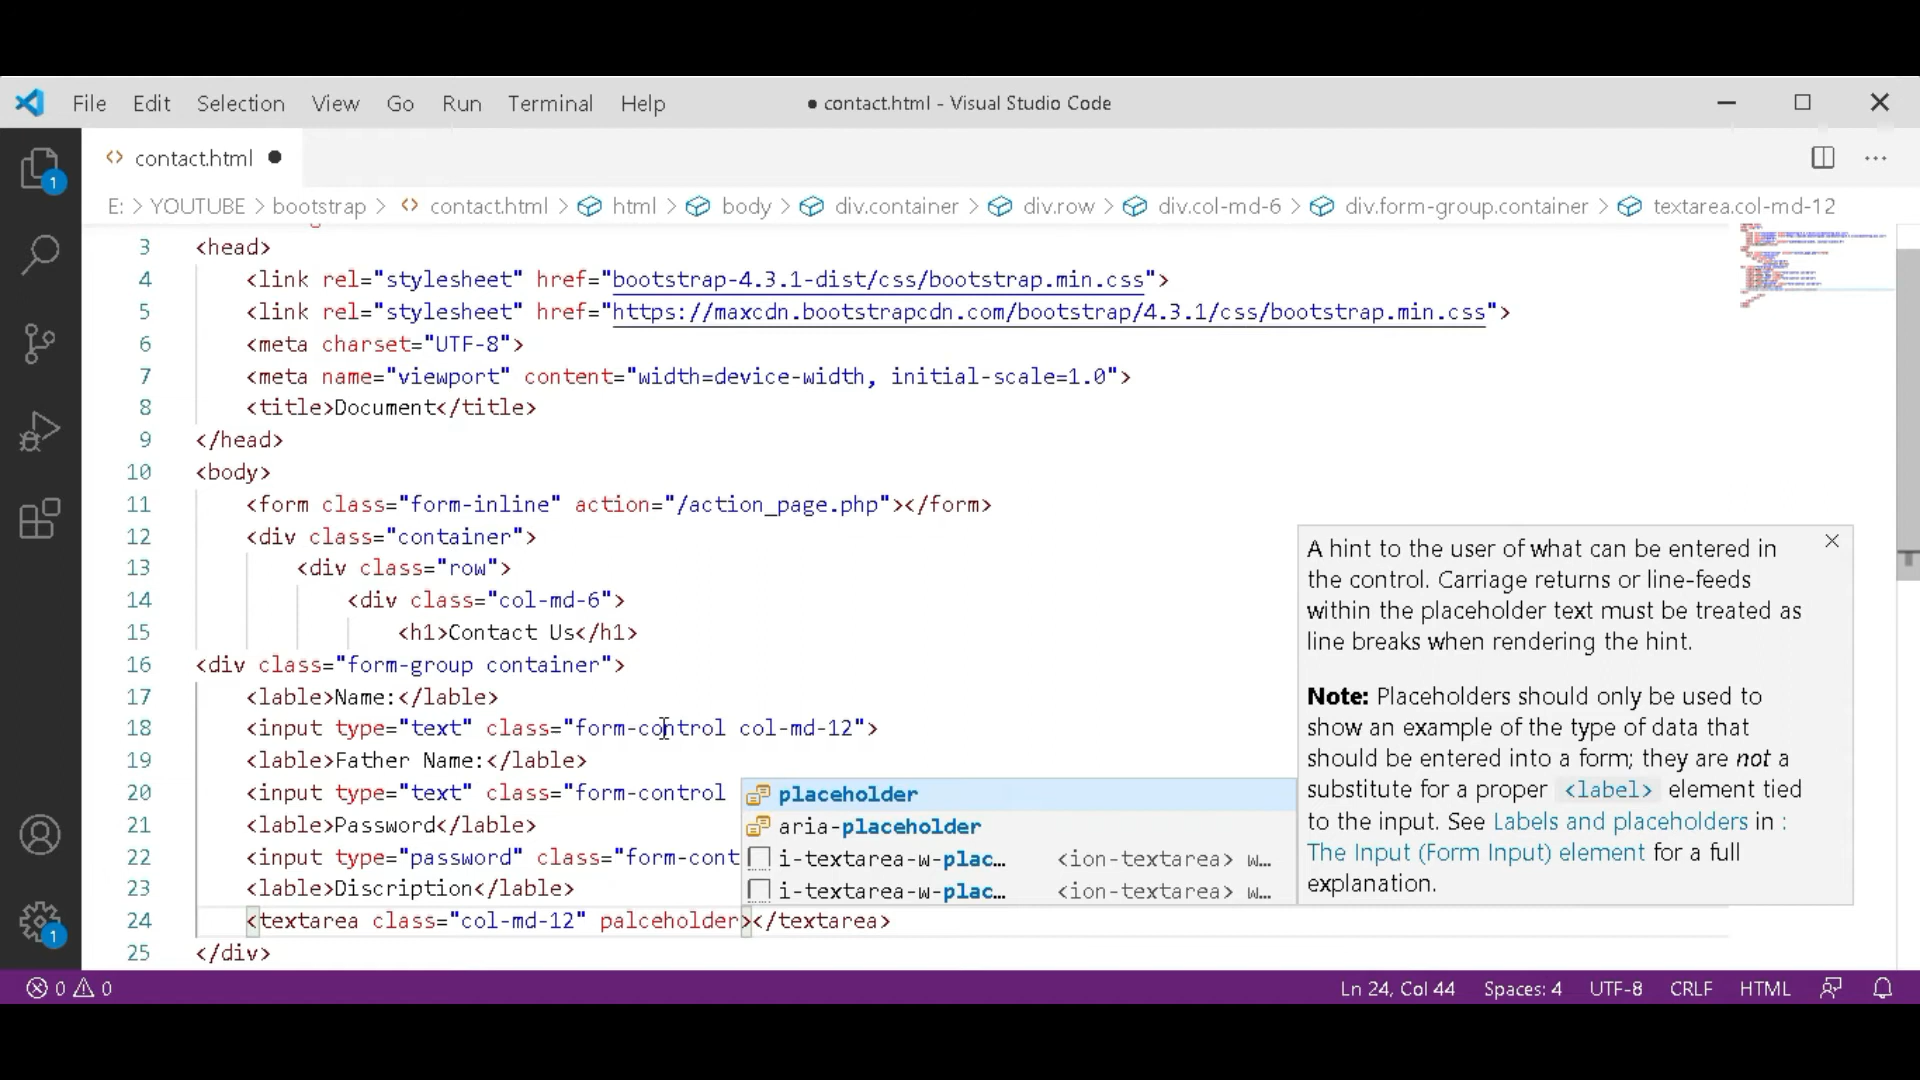 File Edit Selection View Go Run Terminal Help ● contact.html - Visual Studio Code
<> contact.html ●
E: > YOUTUBE > bootstrap > <> contact.html > html > body > div.container > div.row > div.col-md-6 > div.form-group.container > textarea.col-md-12
3 <head>
4 <link rel="stylesheet" href="bootstrap-4.3.1-dist/css/bootstrap.min.css">
5 <link rel="stylesheet" href="https://maxcdn.bootstrapcdn.com/bootstrap/4.3.1/css/bootstrap.min.css">
6 <meta charset="UTF-8">
7 <meta name="viewport" content="width=device-width, initial-scale=1.0">
8 <title>Document</title>
9 </head>
10 <body>
11 <form class="form-inline" action="/action_page.php"></form>
12 <div class="container">
13 <div class="row">
14 <div class="col-md-6">
15 <h1>Contact Us</h1>
16 <div class="form-group container">
17 <lable>Name:</lable>
18 <input type="text" class="form-control col-md-12">
19 <lable>Father Name:</lable>
20 <input type="text" class="form-control
21 <lable>Password</lable>
22 <input type="password" class="form-cont
23 <lable>Discription</lable>
24 <textarea class="col-md-12" palceholder></textarea>
25 </div>
placeholder
aria-placeholder
i-textarea-w-plac... <ion-textarea> w...
i-textarea-w-plac... <ion-textarea> w...
A hint to the user of what can be entered in
the control. Carriage returns or line-feeds
within the placeholder text must be treated as
line breaks when rendering the hint.
Note: Placeholders should only be used to
show an example of the type of data that
should be entered into a form; they are not a
substitute for a proper <label> element tied
to the input. See Labels and placeholders in :
The Input (Form Input) element for a full
explanation.
1
1
0 0 Ln 24, Col 44 Spaces: 4 UTF-8 CRLF HTML